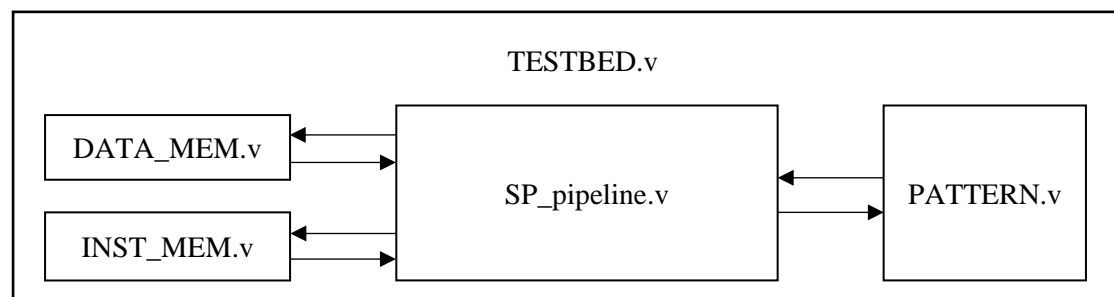 TESTBED.v
DATA_MEM.v
SP_pipeline.v
PATTERN.v
INST_MEM.v